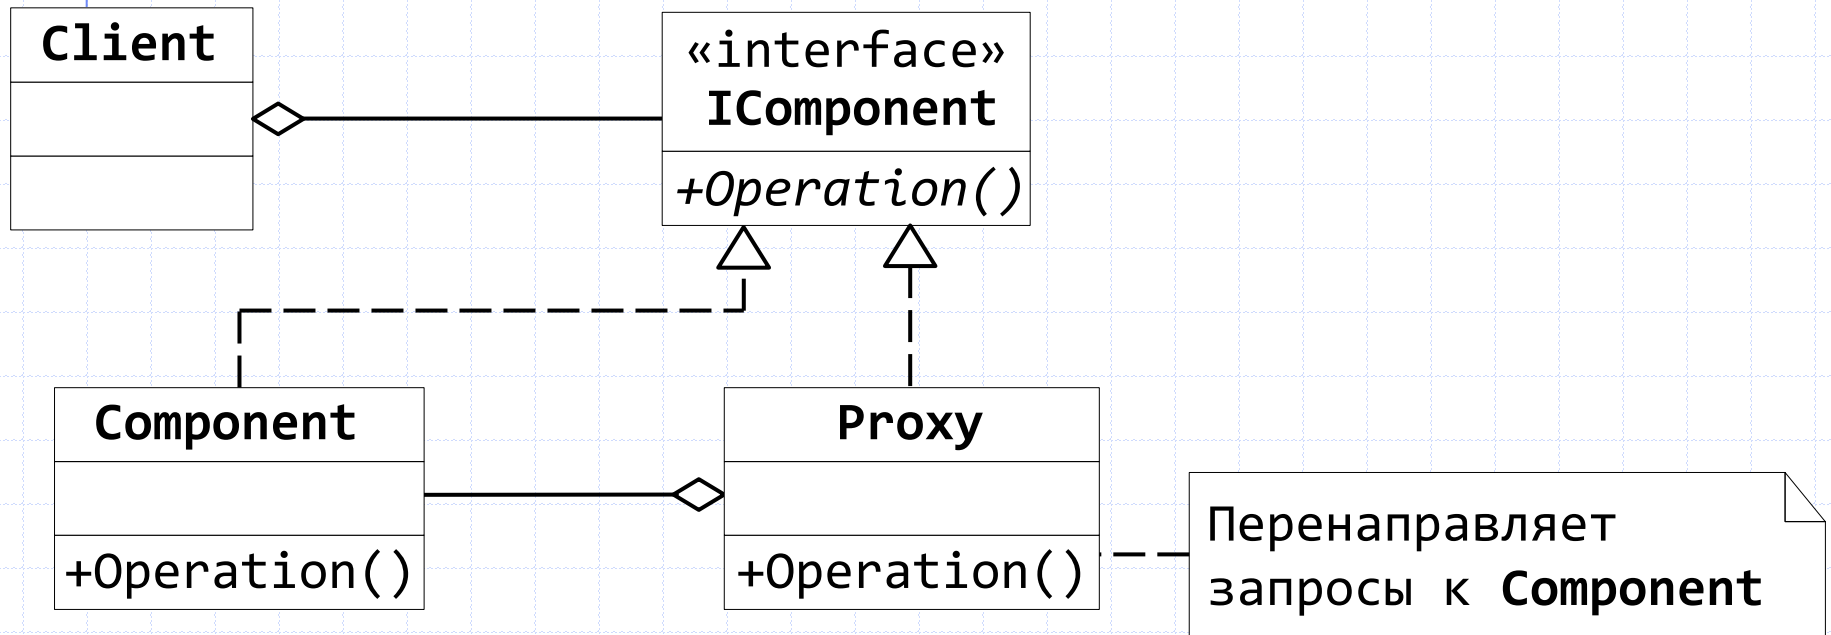 Client
«interface»
IComponent
+Operation()
Component
+Operation()
Proxy
+Operation()
Перенаправляет
запросы к Component